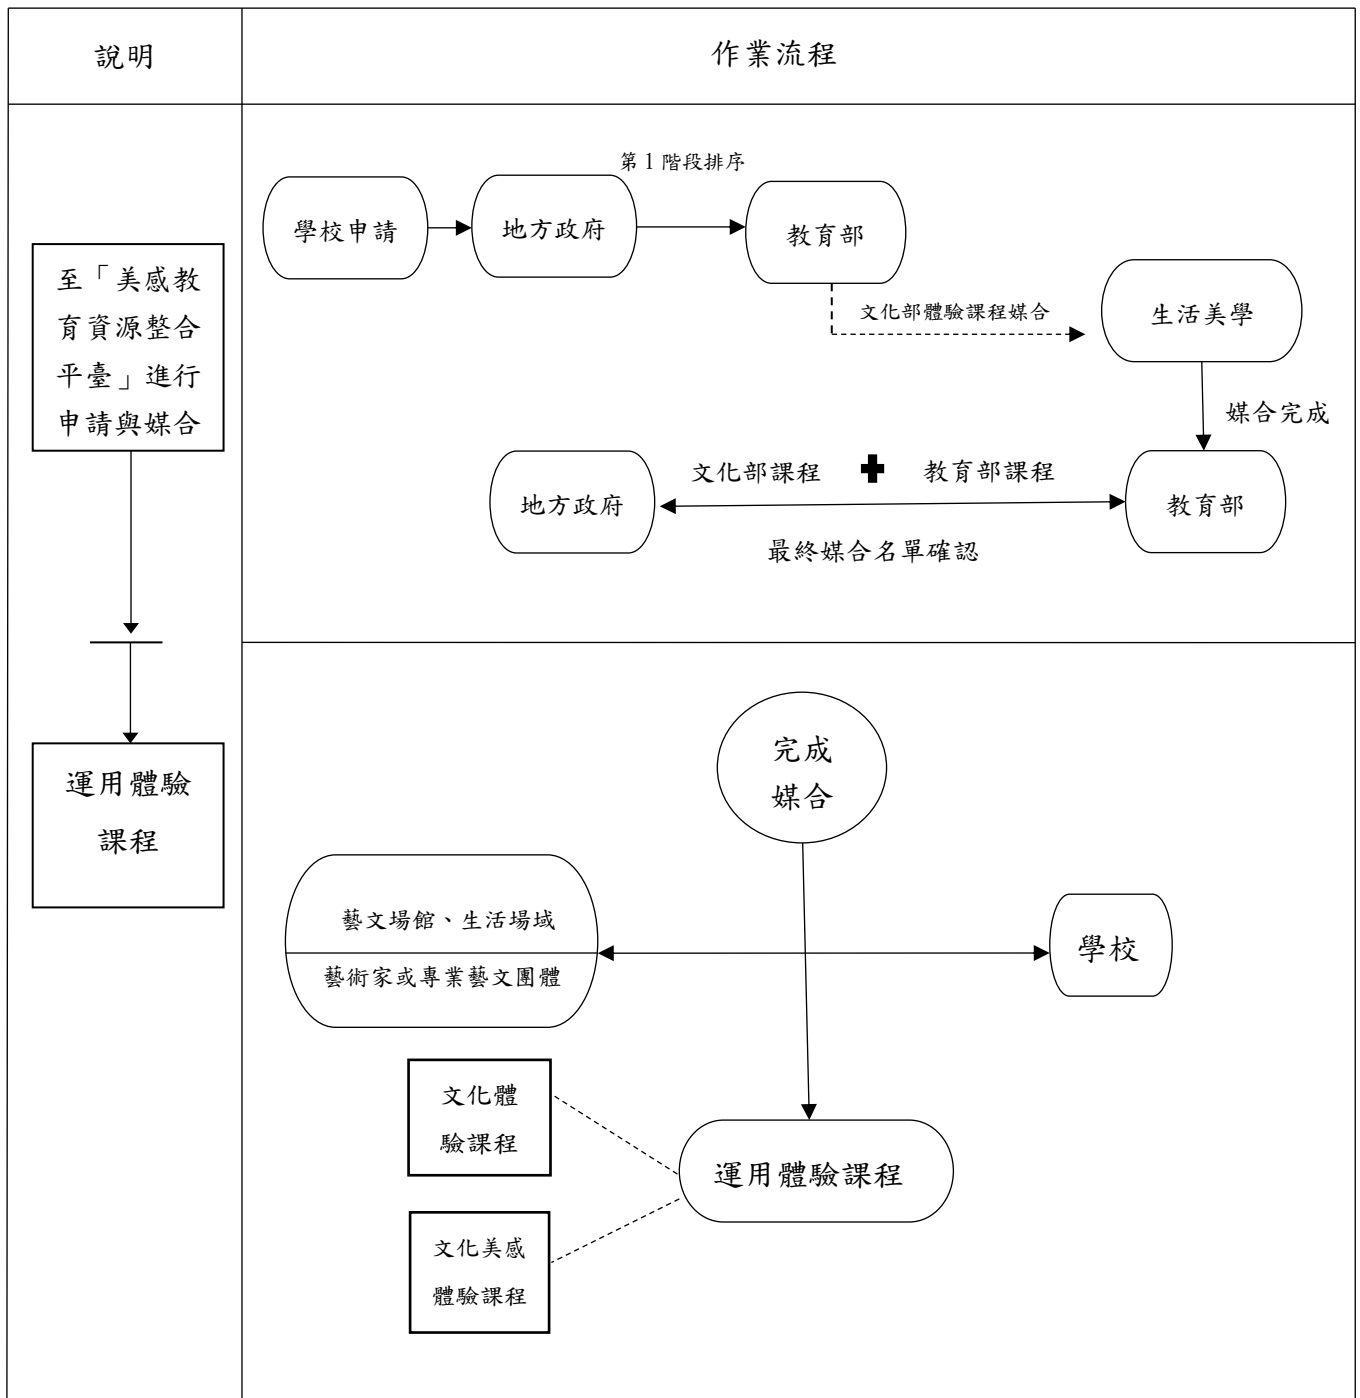 說明
作業流程
至「美感教
育資源整合
平臺」進行
申請與媒合
第 1 階段排序
學校申請
地方政府
教育部
文化部體驗課程媒合
生活美學
媒合完成
地方政府
文化部課程
教育部課程
教育部
最終媒合名單確認
運用體驗
課程
完成
媒合
藝文場館、生活場域
藝術家或專業藝文團體
學校
文化體
驗課程
運用體驗課程
文化美感
體驗課程